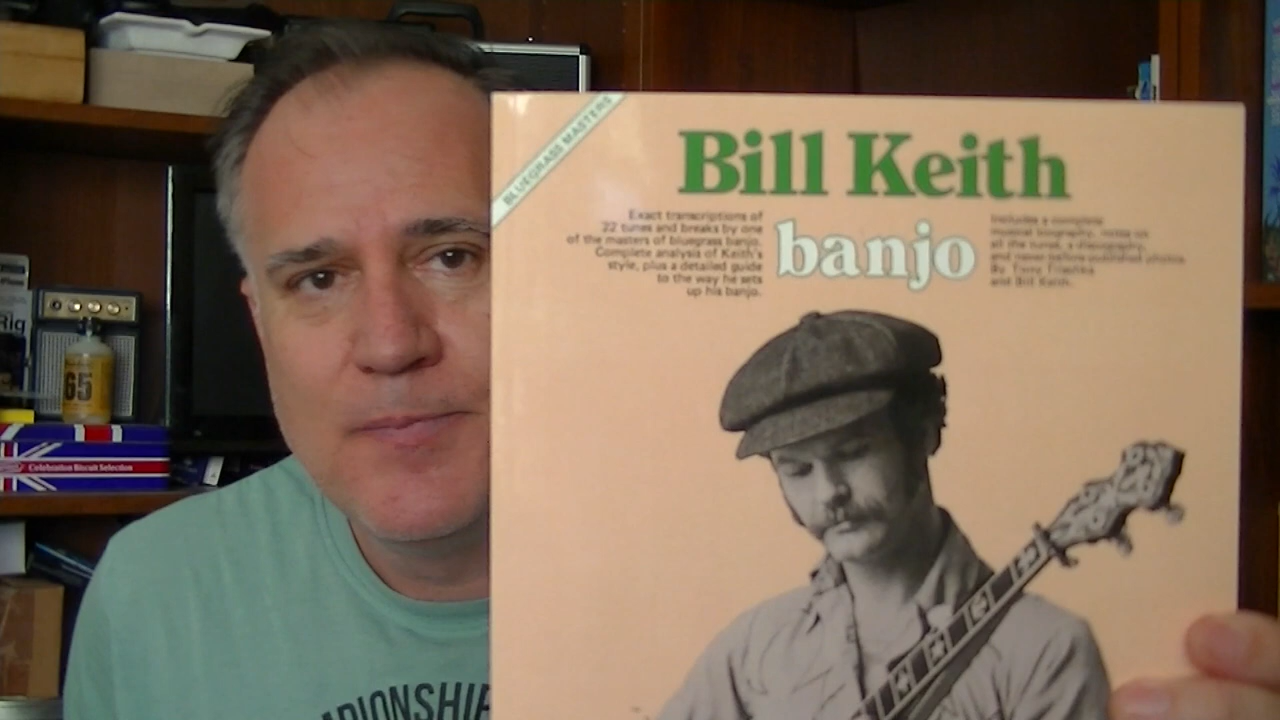 BLUEGRASS MASTERS
Bill Keith
banjo
Exact transcriptions of
22 tunes and breaks by one
of the masters of bluegrass banjo.
Complete analysis of Keith's
style, plus a detailed guide
to the way he sets
up his banjo.
Includes a complete
musical biography, notes on
all the tunes, a discography,
and never-before-published photos.
By Tony Trischka
and Bill Keith.
Rig
65
Celebration Biscuit Selection